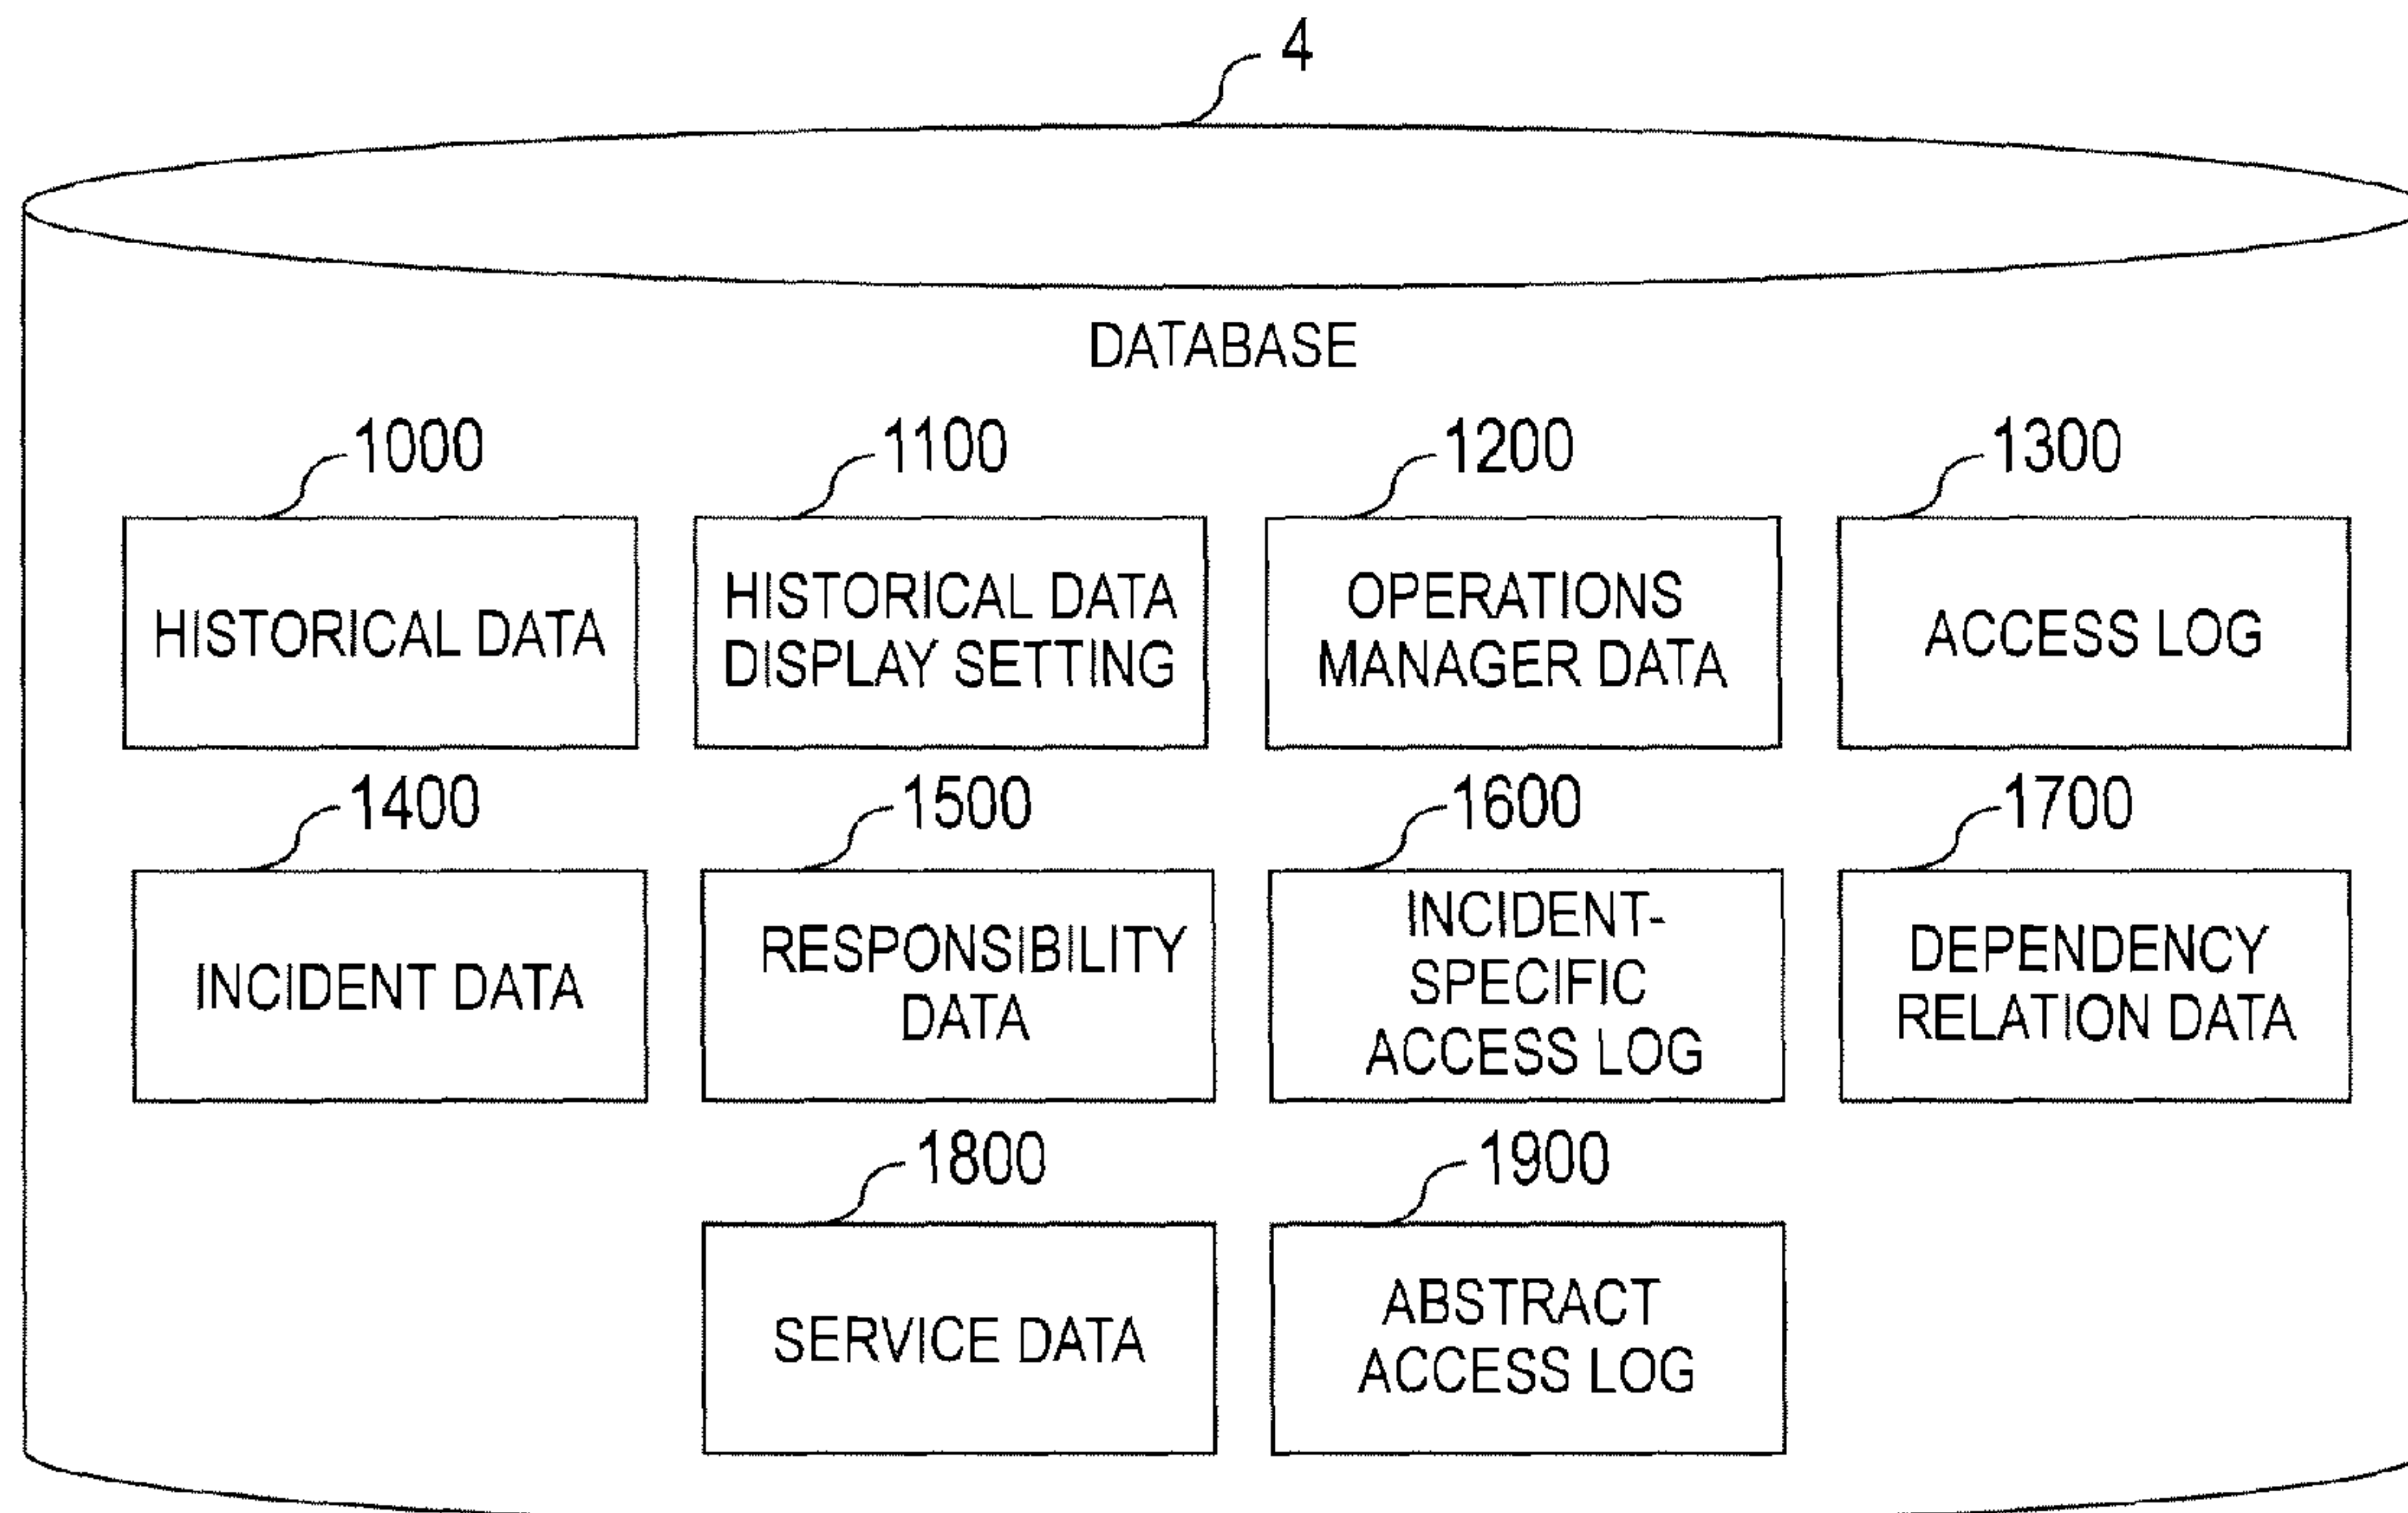 4
DATABASE
1000
1100
1200
1300
HISTORICAL DATA
HISTORICAL DATA
DISPLAY SETTING
OPERATIONS
MANAGER DATA
ACCESS LOG
1400
1500
1600
1700
INCIDENT DATA
RESPONSIBILITY
DATA
INCIDENT-
SPECIFIC
ACCESS LOG
DEPENDENCY
RELATION DATA
1800
1900
SERVICE DATA
ABSTRACT
ACCESS LOG